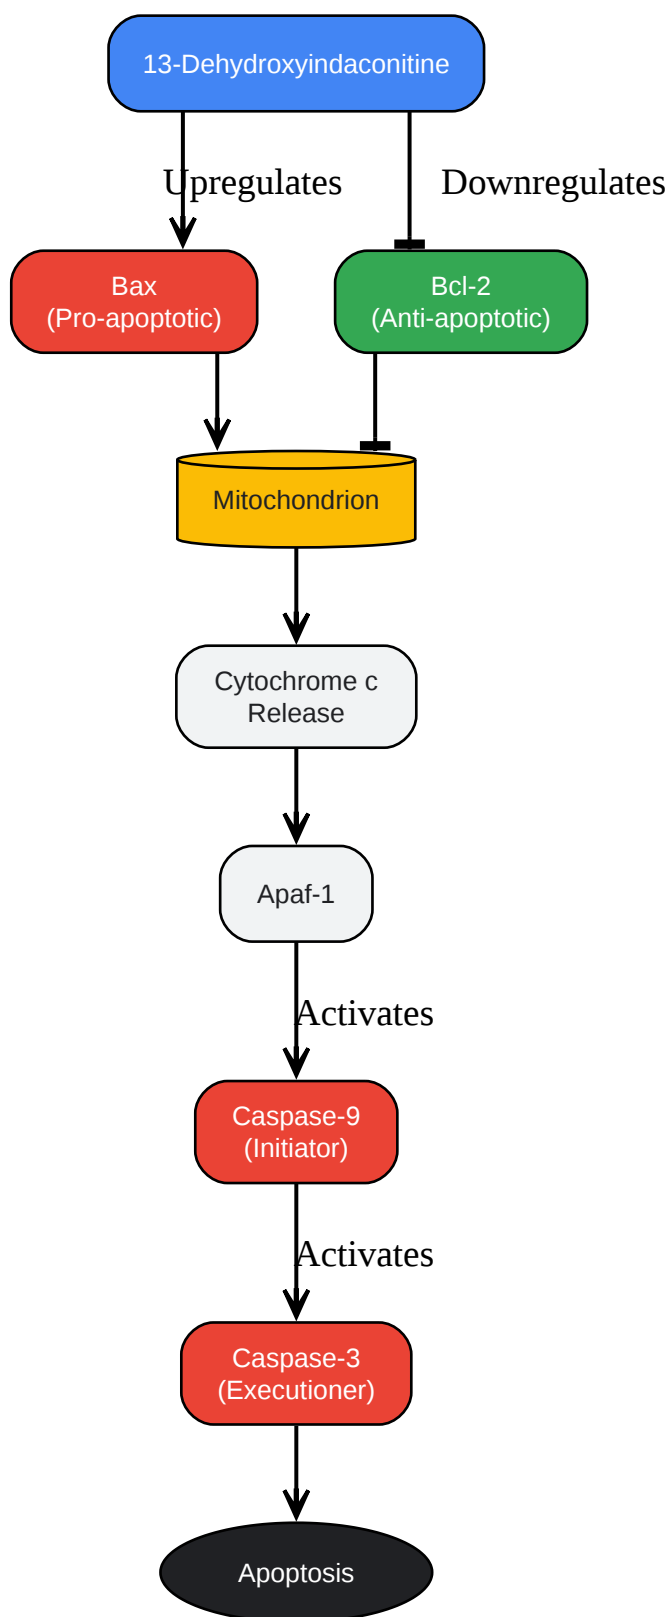 13-Dehydroxyindaconitine
Upregulates
Downregulates
Bax
(Pro-apoptotic)
Bcl-2
(Anti-apoptotic)
Mitochondrion
Cytochrome c
Release
Apaf-1
Activates
Caspase-9
(Initiator)
Activates
Caspase-3
(Executioner)
Apoptosis